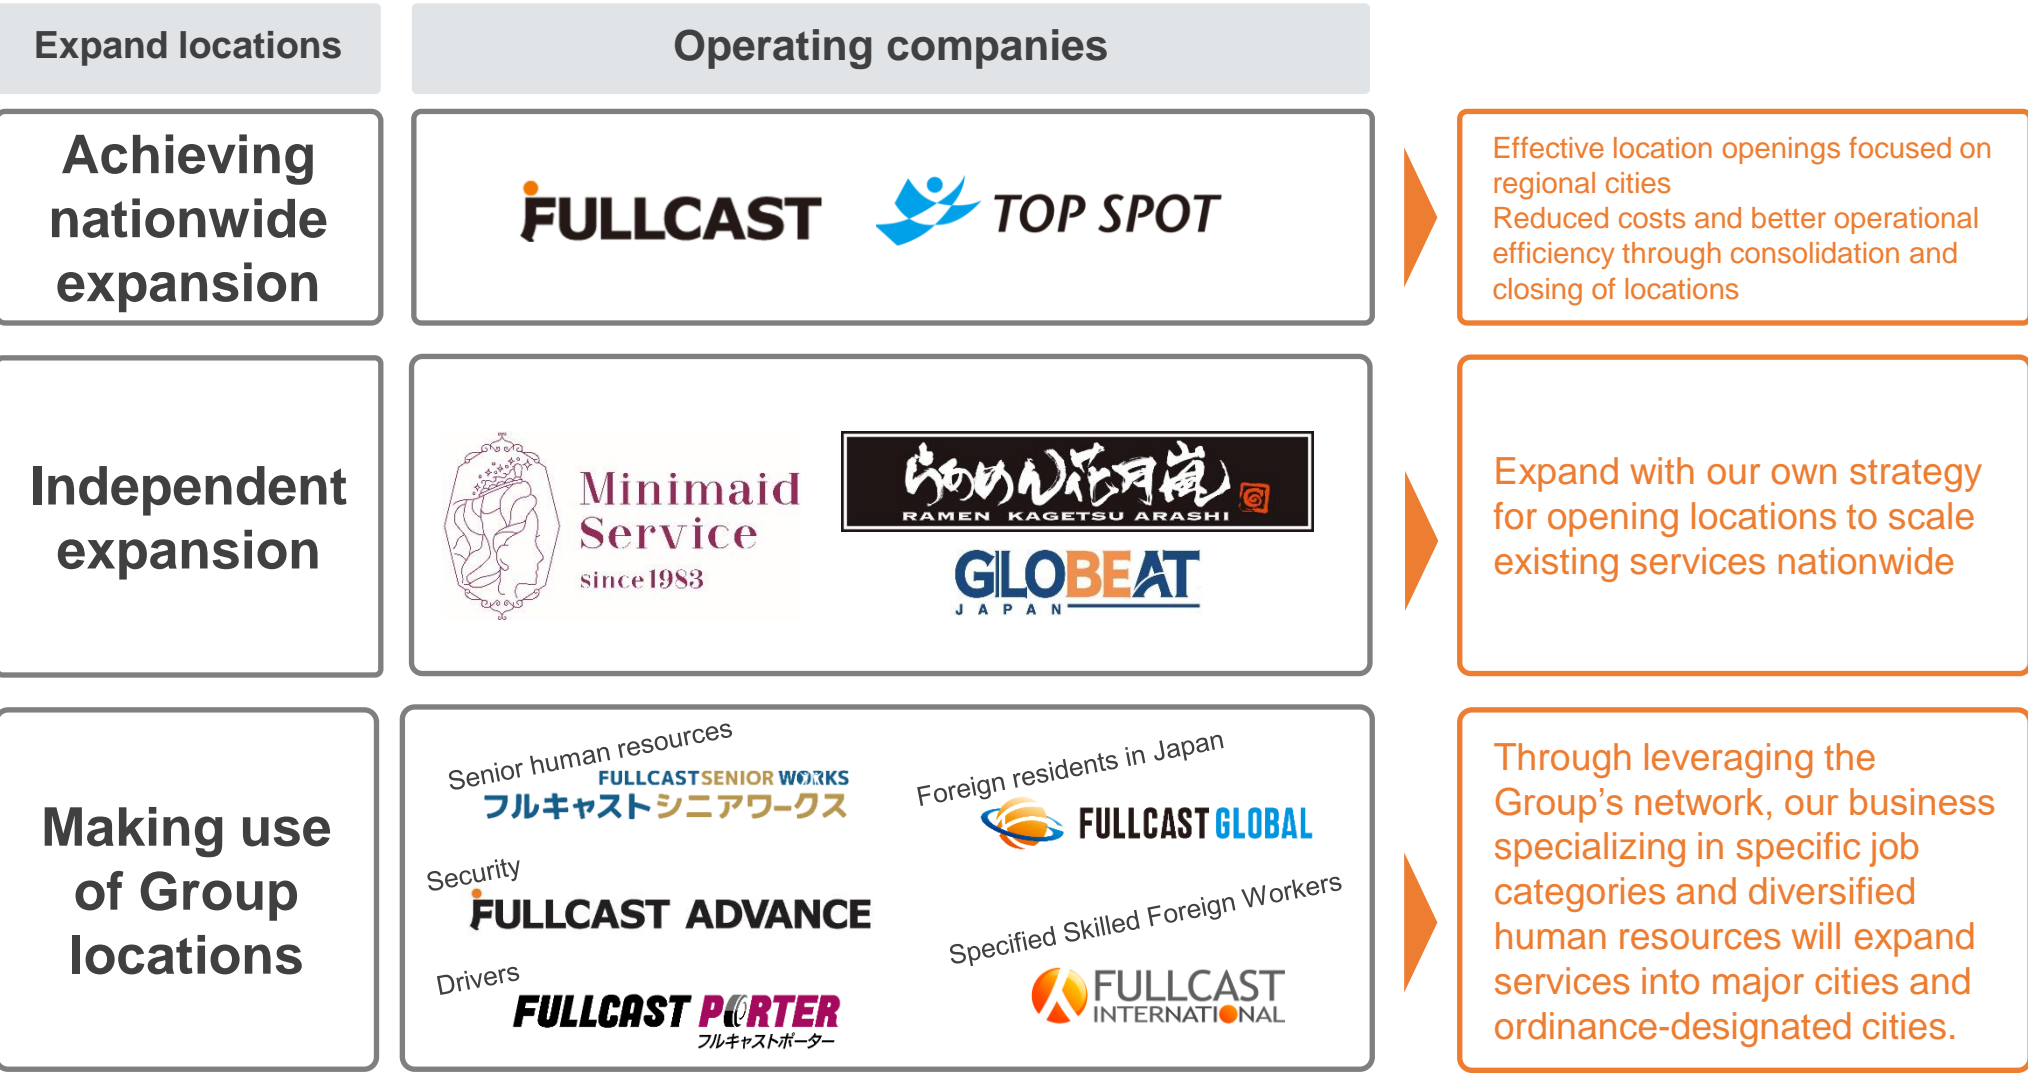 Expand locations
Operating companies
Achieving
nationwide
expansion
FULLCAST
TOP SPOT
Effective location openings focused on
regional cities
Reduced costs and better operational
efficiency through consolidation and
closing of locations
Independent
expansion
Minimaid
Service
since1983
らあめん花月嵐
RAMEN KAGETSU ARASHI
GLOBEAT
JAPAN
Expand with our own strategy
for opening locations to scale
existing services nationwide
Making use
of Group
locations
Senior human resources
FULLCAST SENIOR WORKS
フルキャストシニアワークス
Foreign residents in Japan
FULLCAST GLOBAL
Security
FULLCAST ADVANCE
Specified Skilled Foreign Workers
FULLCAST
INTERNATIONAL
Drivers
FULLCAST PORTER
フルキャストポーター
Through leveraging the
Group’s network, our business
specializing in specific job
categories and diversified
human resources will expand
services into major cities and
ordinance-designated cities.